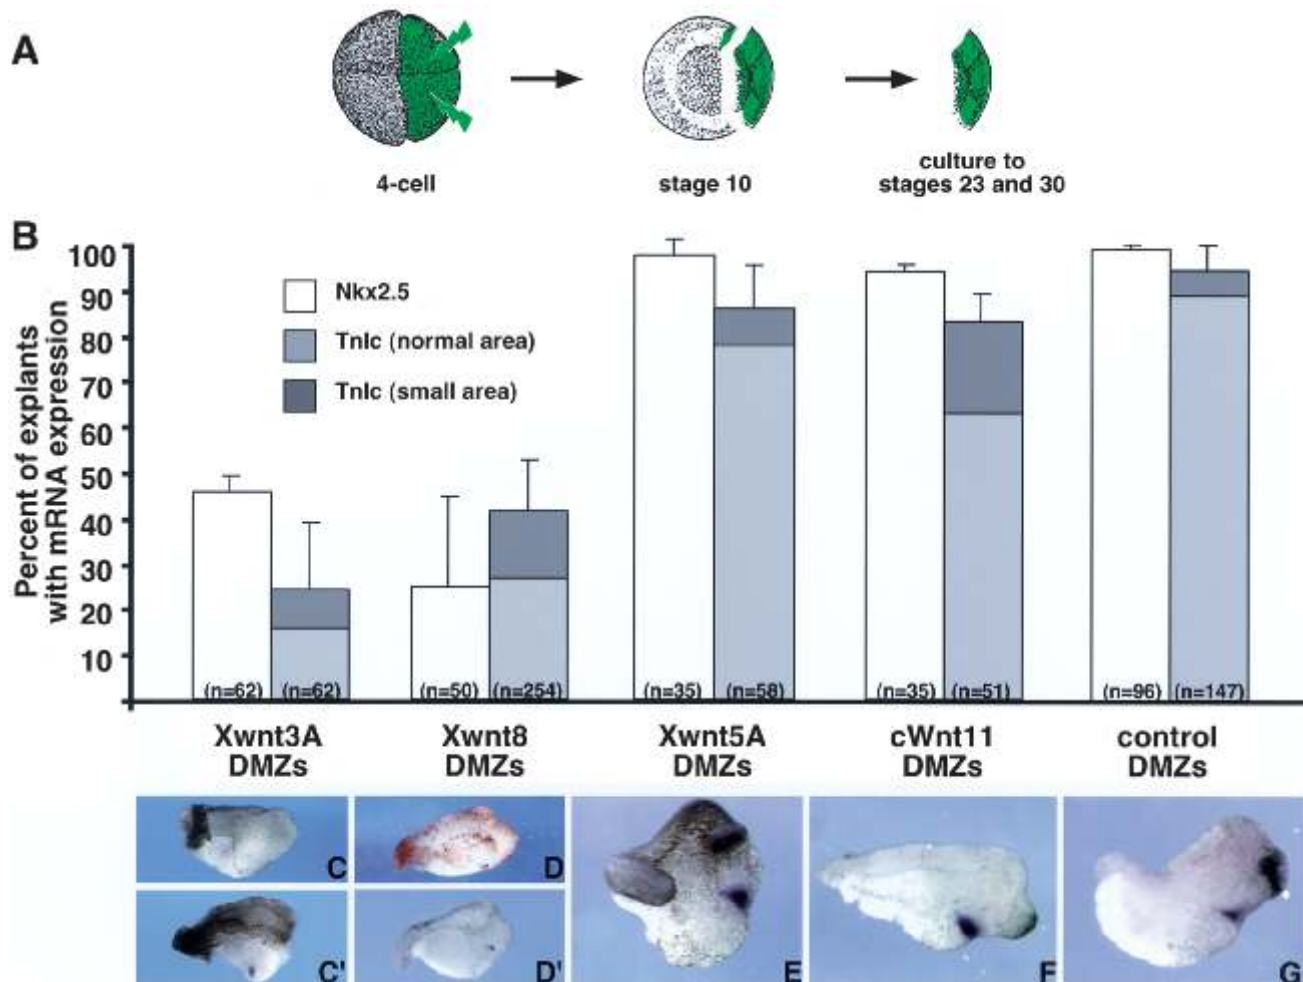 A
4-cell
stage 10
culture to
stages 23 and 30
B
Percent of explants
with mRNA expression
100
90
80
70
60
50
40
30
20
10
Nkx2.5
TnIc (normal area)
TnIc (small area)
(n=62) (n=62) (n=50) (n=254) (n=35) (n=58) (n=35) (n=51) (n=96) (n=147)
Xwnt3A
DMZs
Xwnt8
DMZs
Xwnt5A
DMZs
cWnt11
DMZs
control
DMZs
C
D
C'
D'
E
F
G